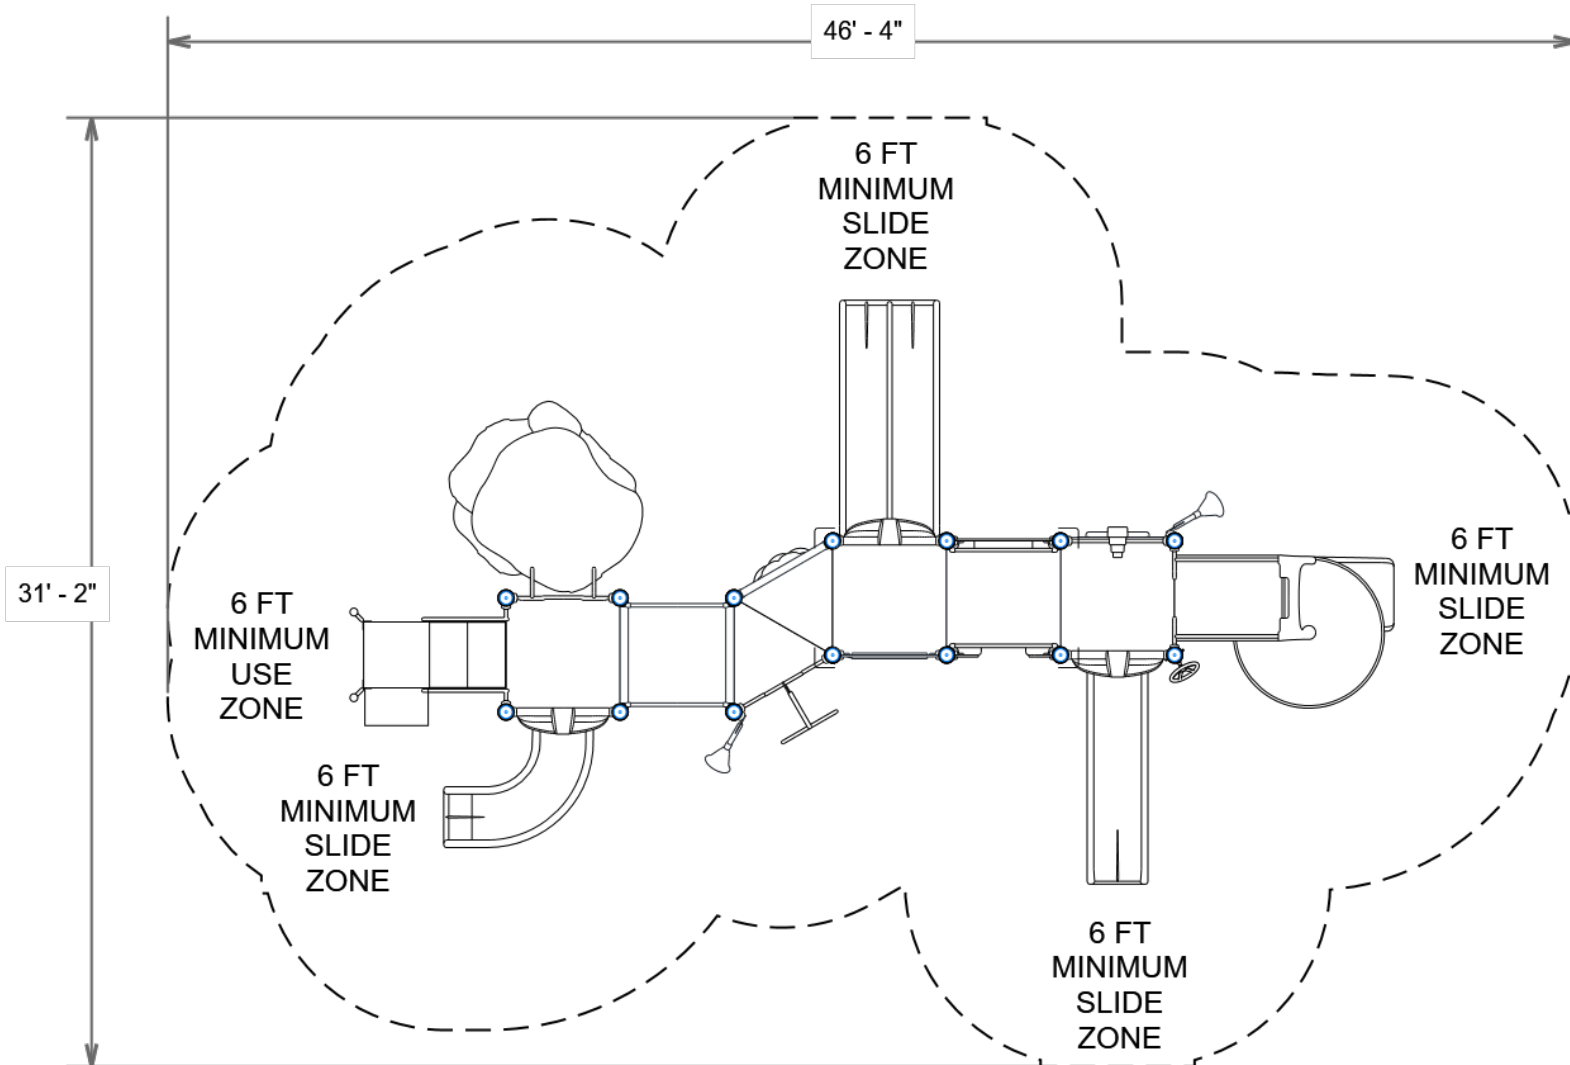 46' - 4"
6 FT
MINIMUM
SLIDE
ZONE
6 FT
MINIMUM
SLIDE
ZONE
31' - 2"
6 FT
MINIMUM
USE
ZONE
6 FT
MINIMUM
SLIDE
ZONE
6 FT
MINIMUM
SLIDE
ZONE